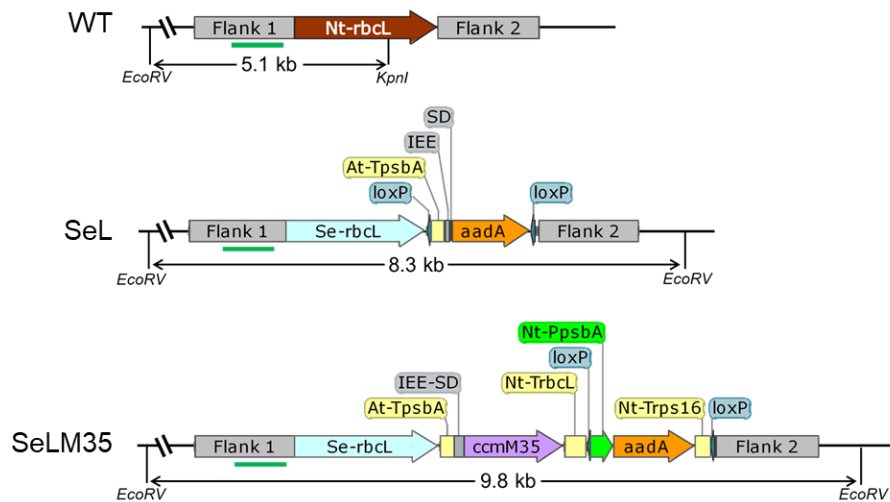 WT
Flank 1
Nt-rbcL
Flank 2
EcoRV
5.1 kb
KpnI
SD
IEE
At-TpsbA
loxP
loxP
SeL
Flank 1
Se-rbcL
aadA
Flank 2
EcoRV
8.3 kb
EcoRV
Nt-PpsbA
loxP
IEE-SD
Nt-TrbcL
At-TpsbA
Nt-Trps16
loxP
SeLM35
Flank 1
Se-rbcL
ccmM35
aadA
Flank 2
EcoRV
9.8 kb
EcoRV